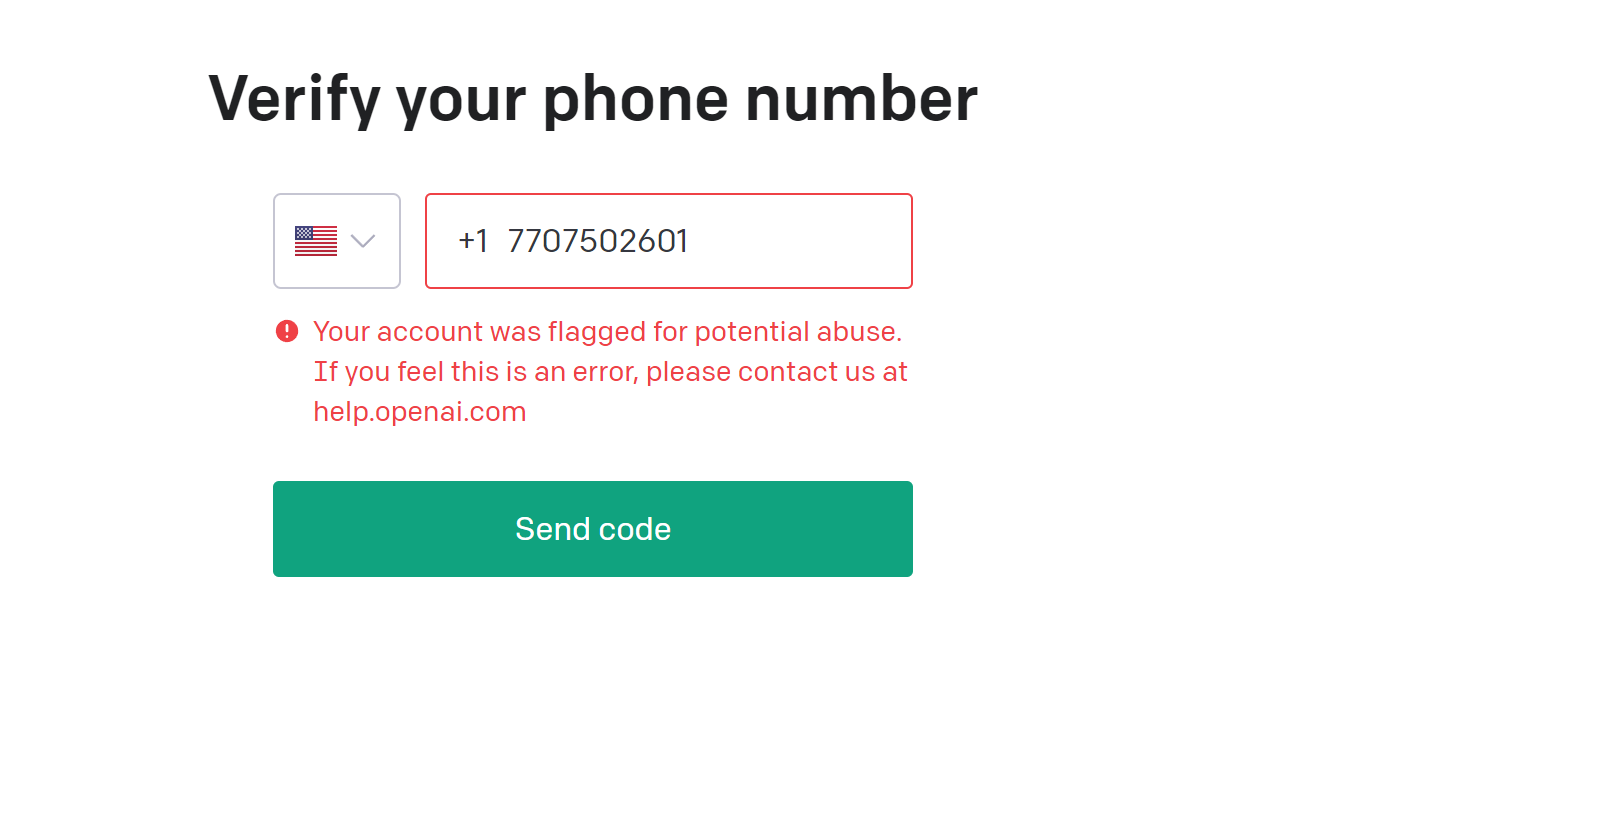 Verify your phone number
+1 7707502601
Your account was flagged for potential abuse.
If you feel this is an error, please contact us at
help.openai.com
Send code